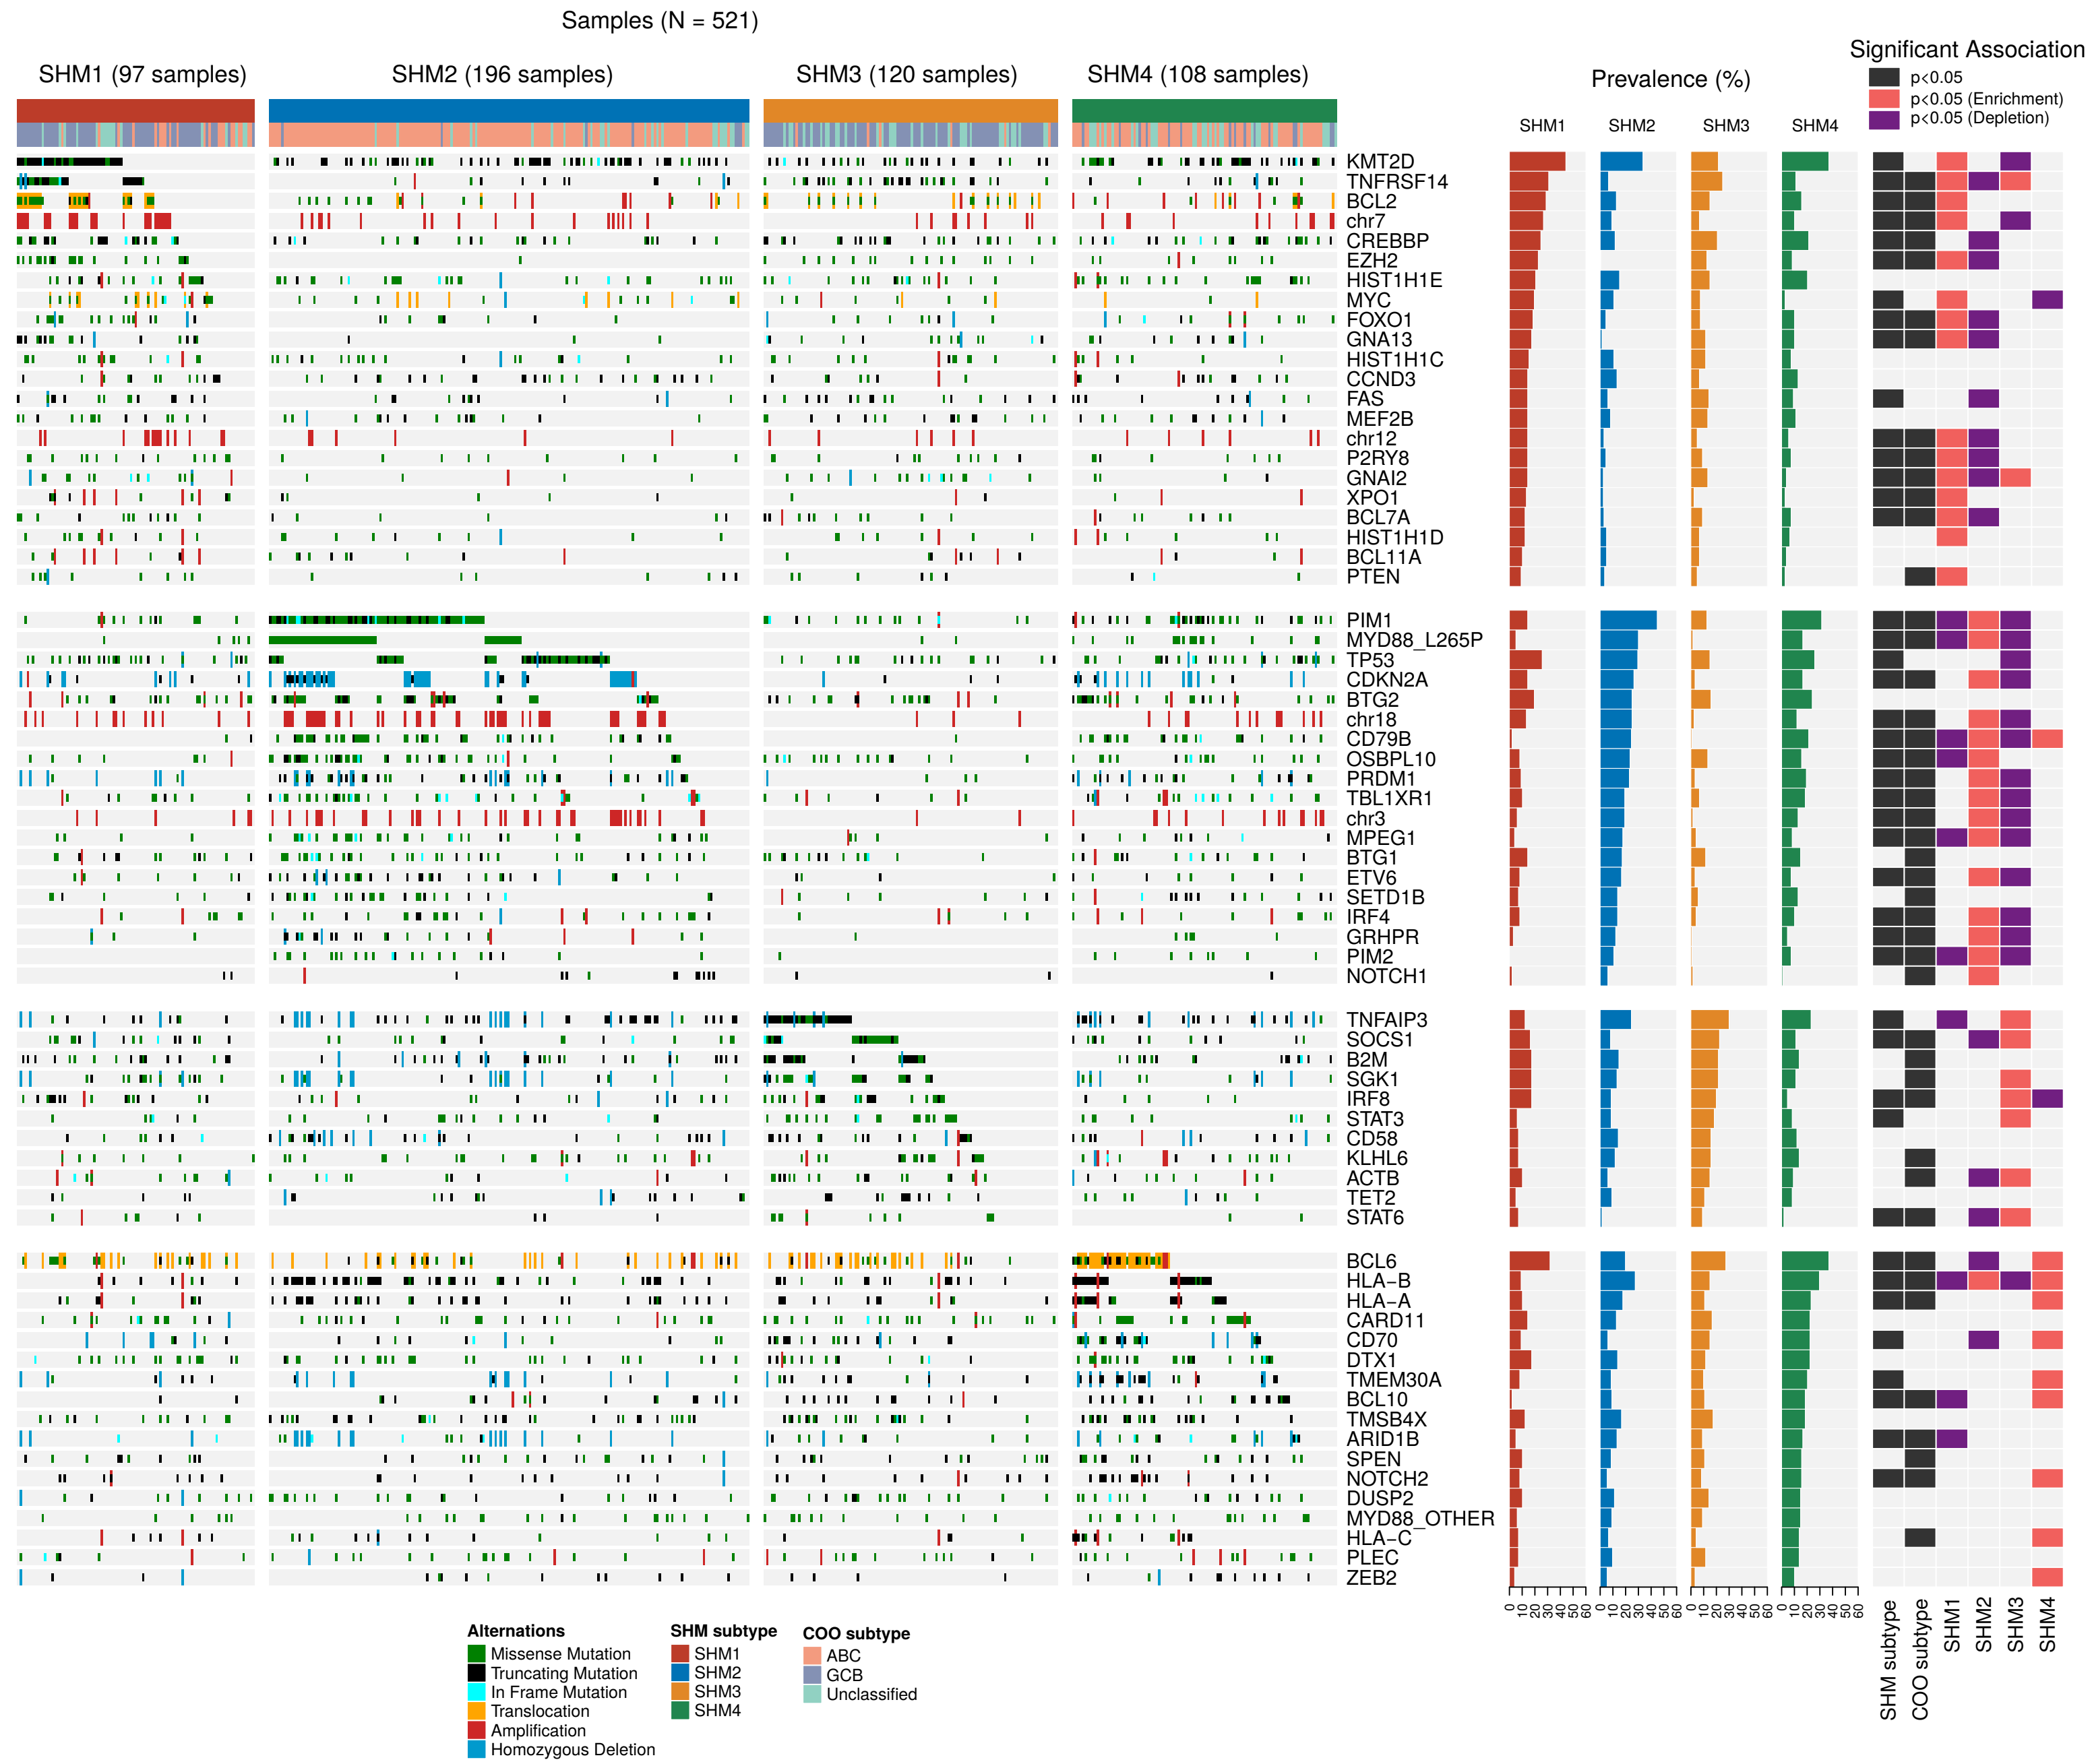 Samples (N = 521)
SHM1 (97 samples)
SHM2 (196 samples)
SHM3 (120 samples)
SHM4 (108 samples)
Prevalence (%)
SHM1
SHM2
SHM3
SHM4
Significant Association
p<0.05
p<0.05 (Enrichment)
p<0.05 (Depletion)
KMT2D
TNFRSF14
BCL2
chr7
CREBBP
EZH2
HIST1H1E
MYC
FOXO1
GNA13
HIST1H1C
CCND3
FAS
MEF2B
chr12
P2RY8
GNAI2
XPO1
BCL7A
HIST1H1D
BCL11A
PTEN
PIM1
MYD88_L265P
TP53
CDKN2A
BTG2
chr18
CD79B
OSBPL10
PRDM1
TBL1XR1
chr3
MPEG1
BTG1
ETV6
SETD1B
IRF4
GRHPR
PIM2
NOTCH1
TNFAIP3
SOCS1
B2M
SGK1
IRF8
STAT3
CD58
KLHL6
ACTB
TET2
STAT6
BCL6
HLA−B
HLA−A
CARD11
CD70
DTX1
TMEM30A
BCL10
TMSB4X
ARID1B
SPEN
NOTCH2
DUSP2
MYD88_OTHER
HLA−C
PLEC
ZEB2
0 10 20 30 40 50 60
0 10 20 30 40 50 60
0 10 20 30 40 50 60
0 10 20 30 40 50 60
SHM subtype
COO subtype
SHM1
SHM2
SHM3
SHM4
Alternations
Missense Mutation
Truncating Mutation
In Frame Mutation
Translocation
Amplification
Homozygous Deletion
SHM subtype
SHM1
SHM2
SHM3
SHM4
COO subtype
ABC
GCB
Unclassified